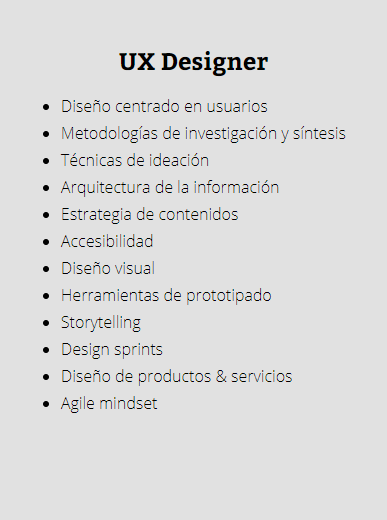 UX Designer
Diseño centrado en usuarios
Metodologías de investigación y síntesis
Técnicas de ideación
Arquitectura de la información
Estrategia de contenidos
Accesibilidad
Diseño visual
Herramientas de prototipado
Storytelling
Design sprints
Diseño de productos & servicios
Agile mindset